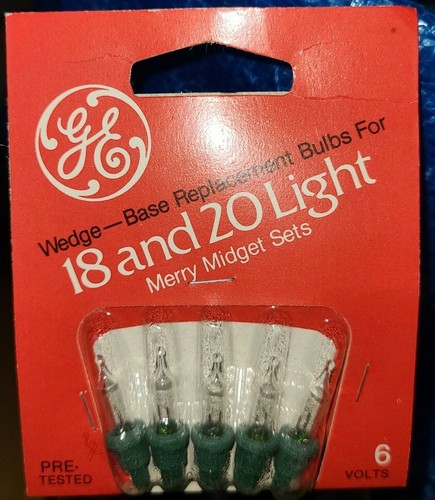 GE
Wedge—Base Replacement Bulbs For
18 and 20 Light
Merry Midget Sets
PRE-
TESTED
6
VOLTS